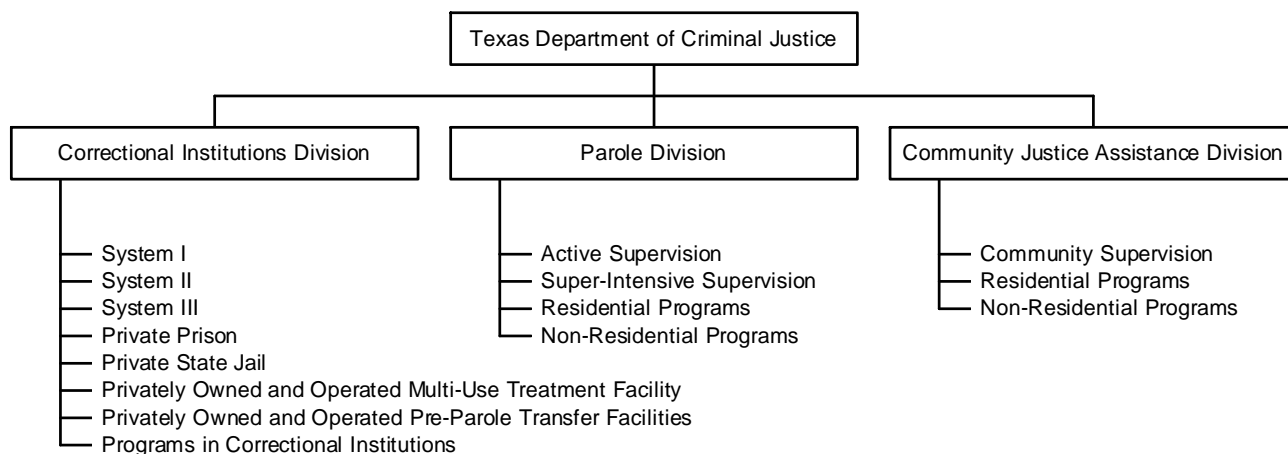 Texas Department of Criminal Justice
Correctional Institutions Division
Parole Division
Community Justice Assistance Division
System I
System II
System III
Private Prison
Private State Jail
Privately Owned and Operated Multi-Use Treatment Facility
Privately Owned and Operated Pre-Parole Transfer Facilities
Programs in Correctional Institutions
Active Supervision
Super-Intensive Supervision
Residential Programs
Non-Residential Programs
Community Supervision
Residential Programs
Non-Residential Programs